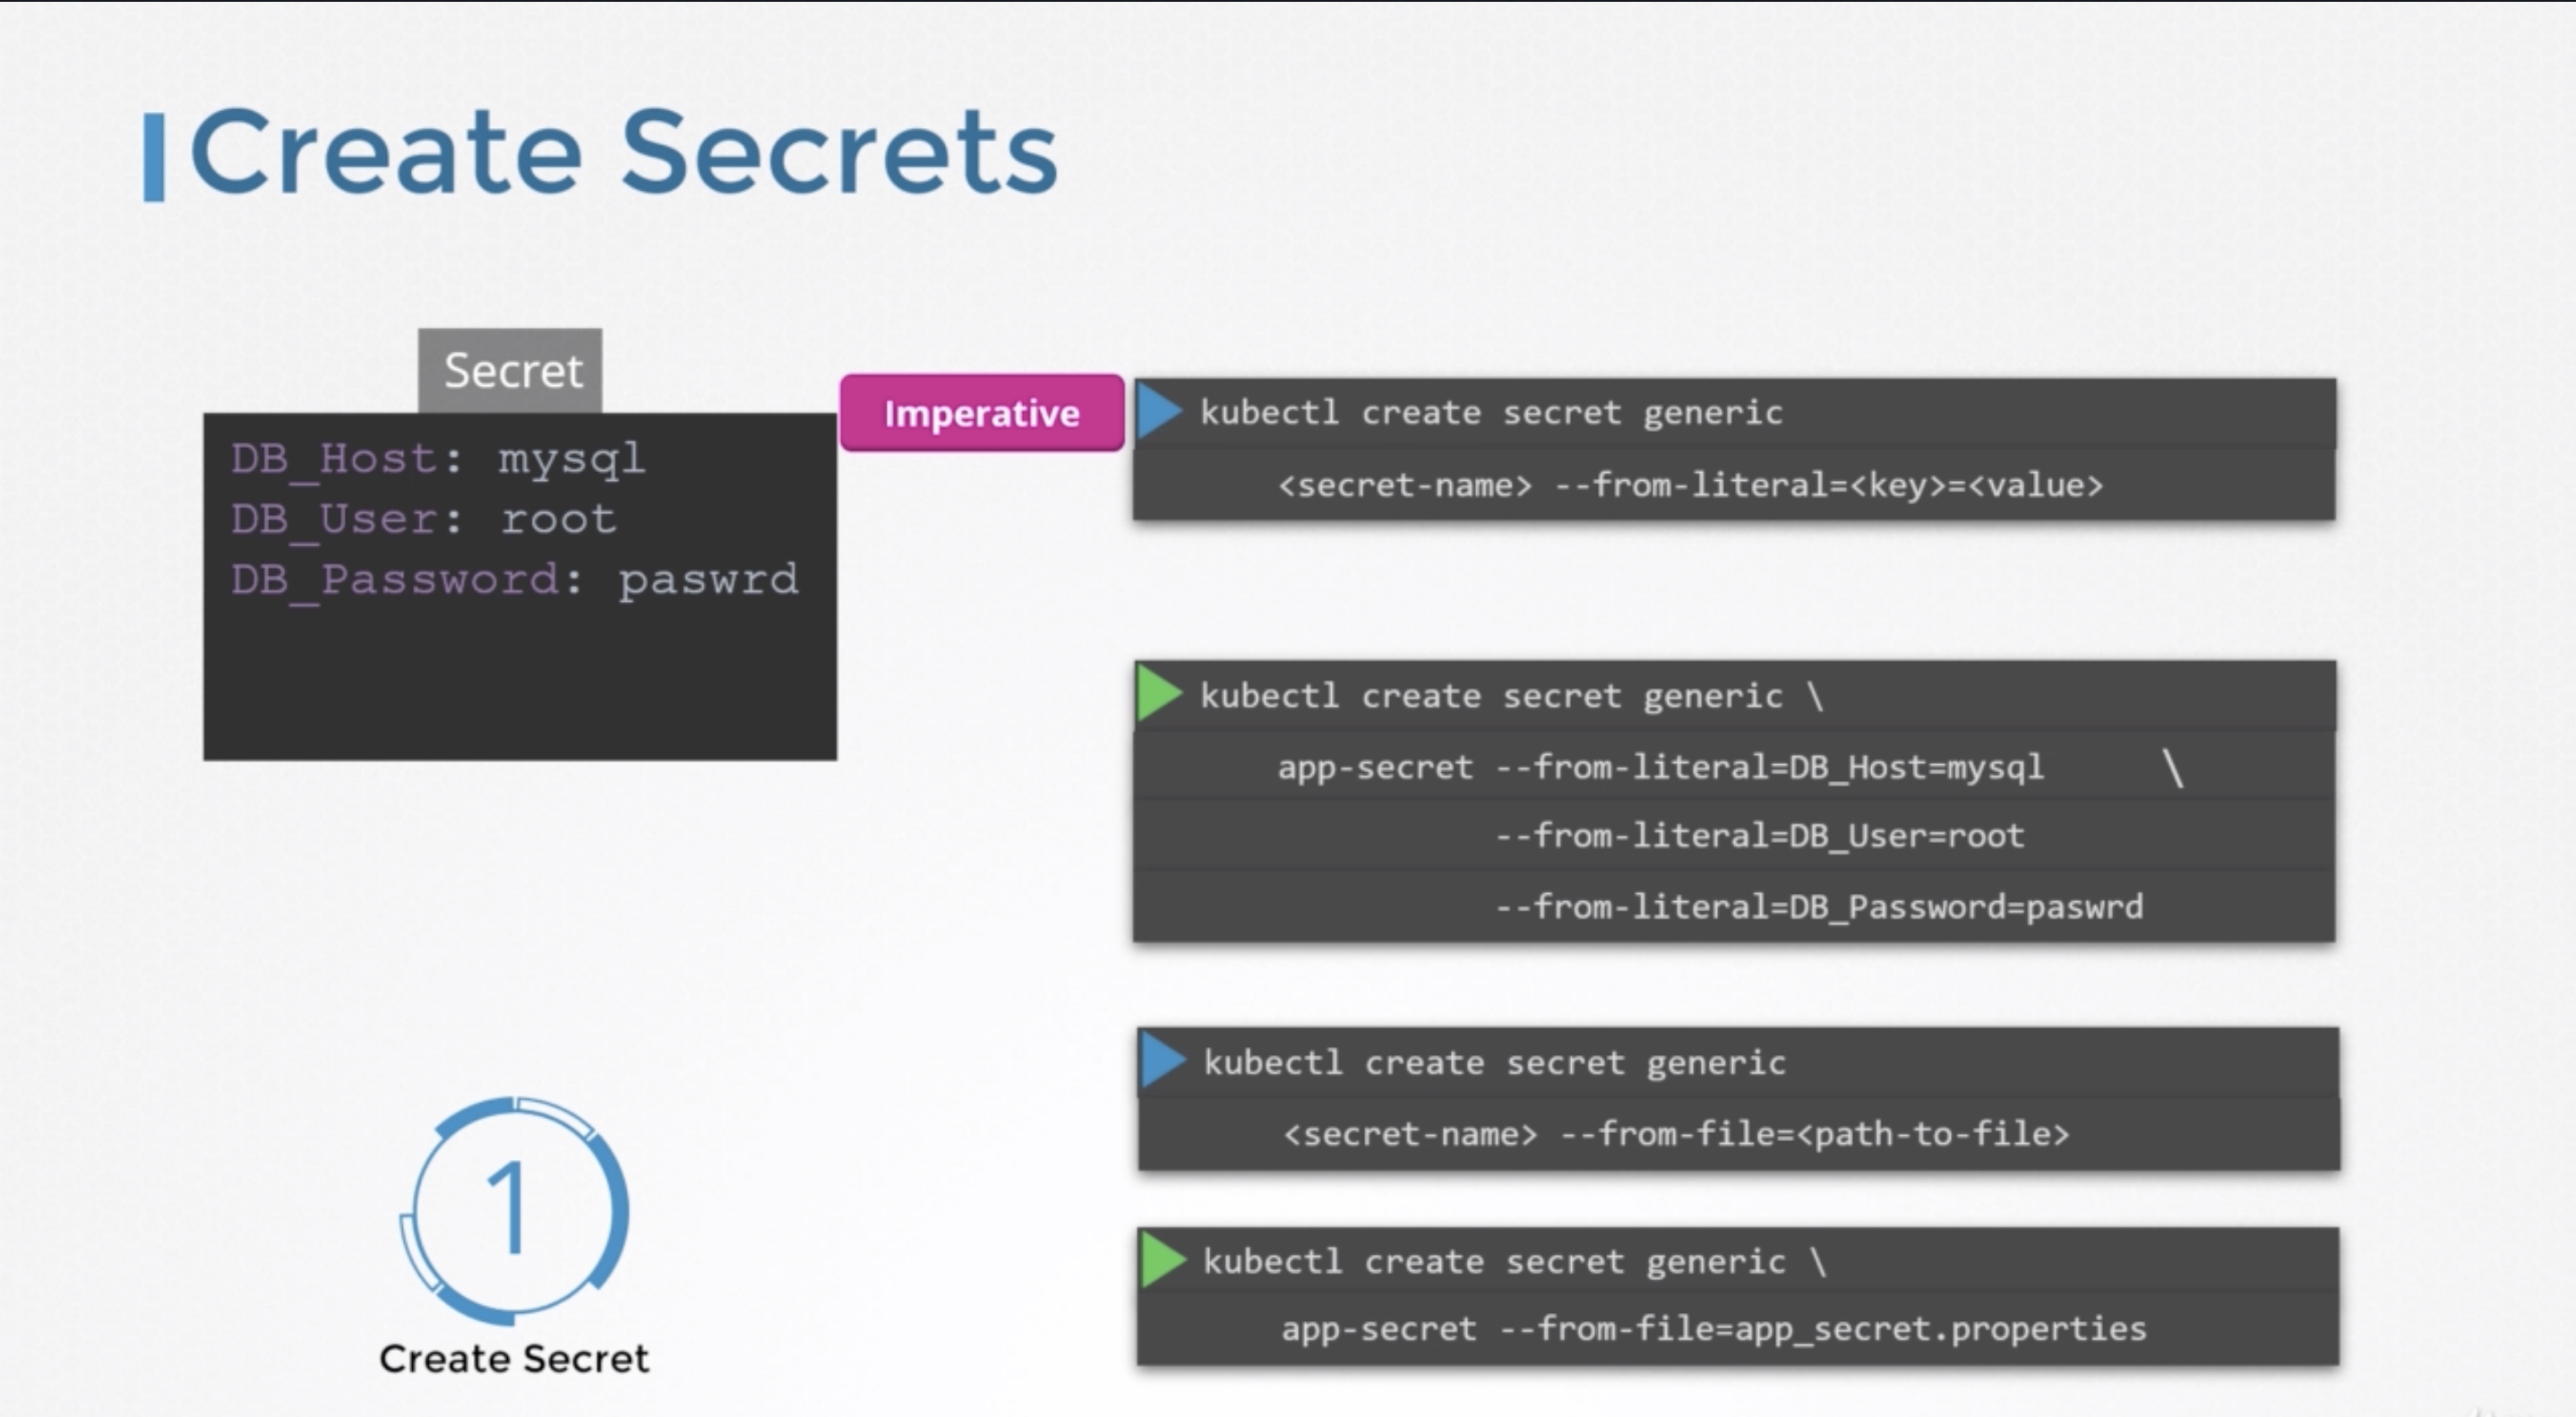 Create Secrets
Secret
DB_Host: mysql
DB_User: root
DB_Password: paswrd
Imperative
kubectl create secret generic
<secret-name> --from-literal=<key>=<value>
kubectl create secret generic \
app-secret --from-literal=DB_Host=mysql \
--from-literal=DB_User=root
--from-literal=DB_Password=paswrd
kubectl create secret generic
<secret-name> --from-file=<path-to-file>
kubectl create secret generic \
app-secret --from-file=app_secret.properties
1
Create Secret